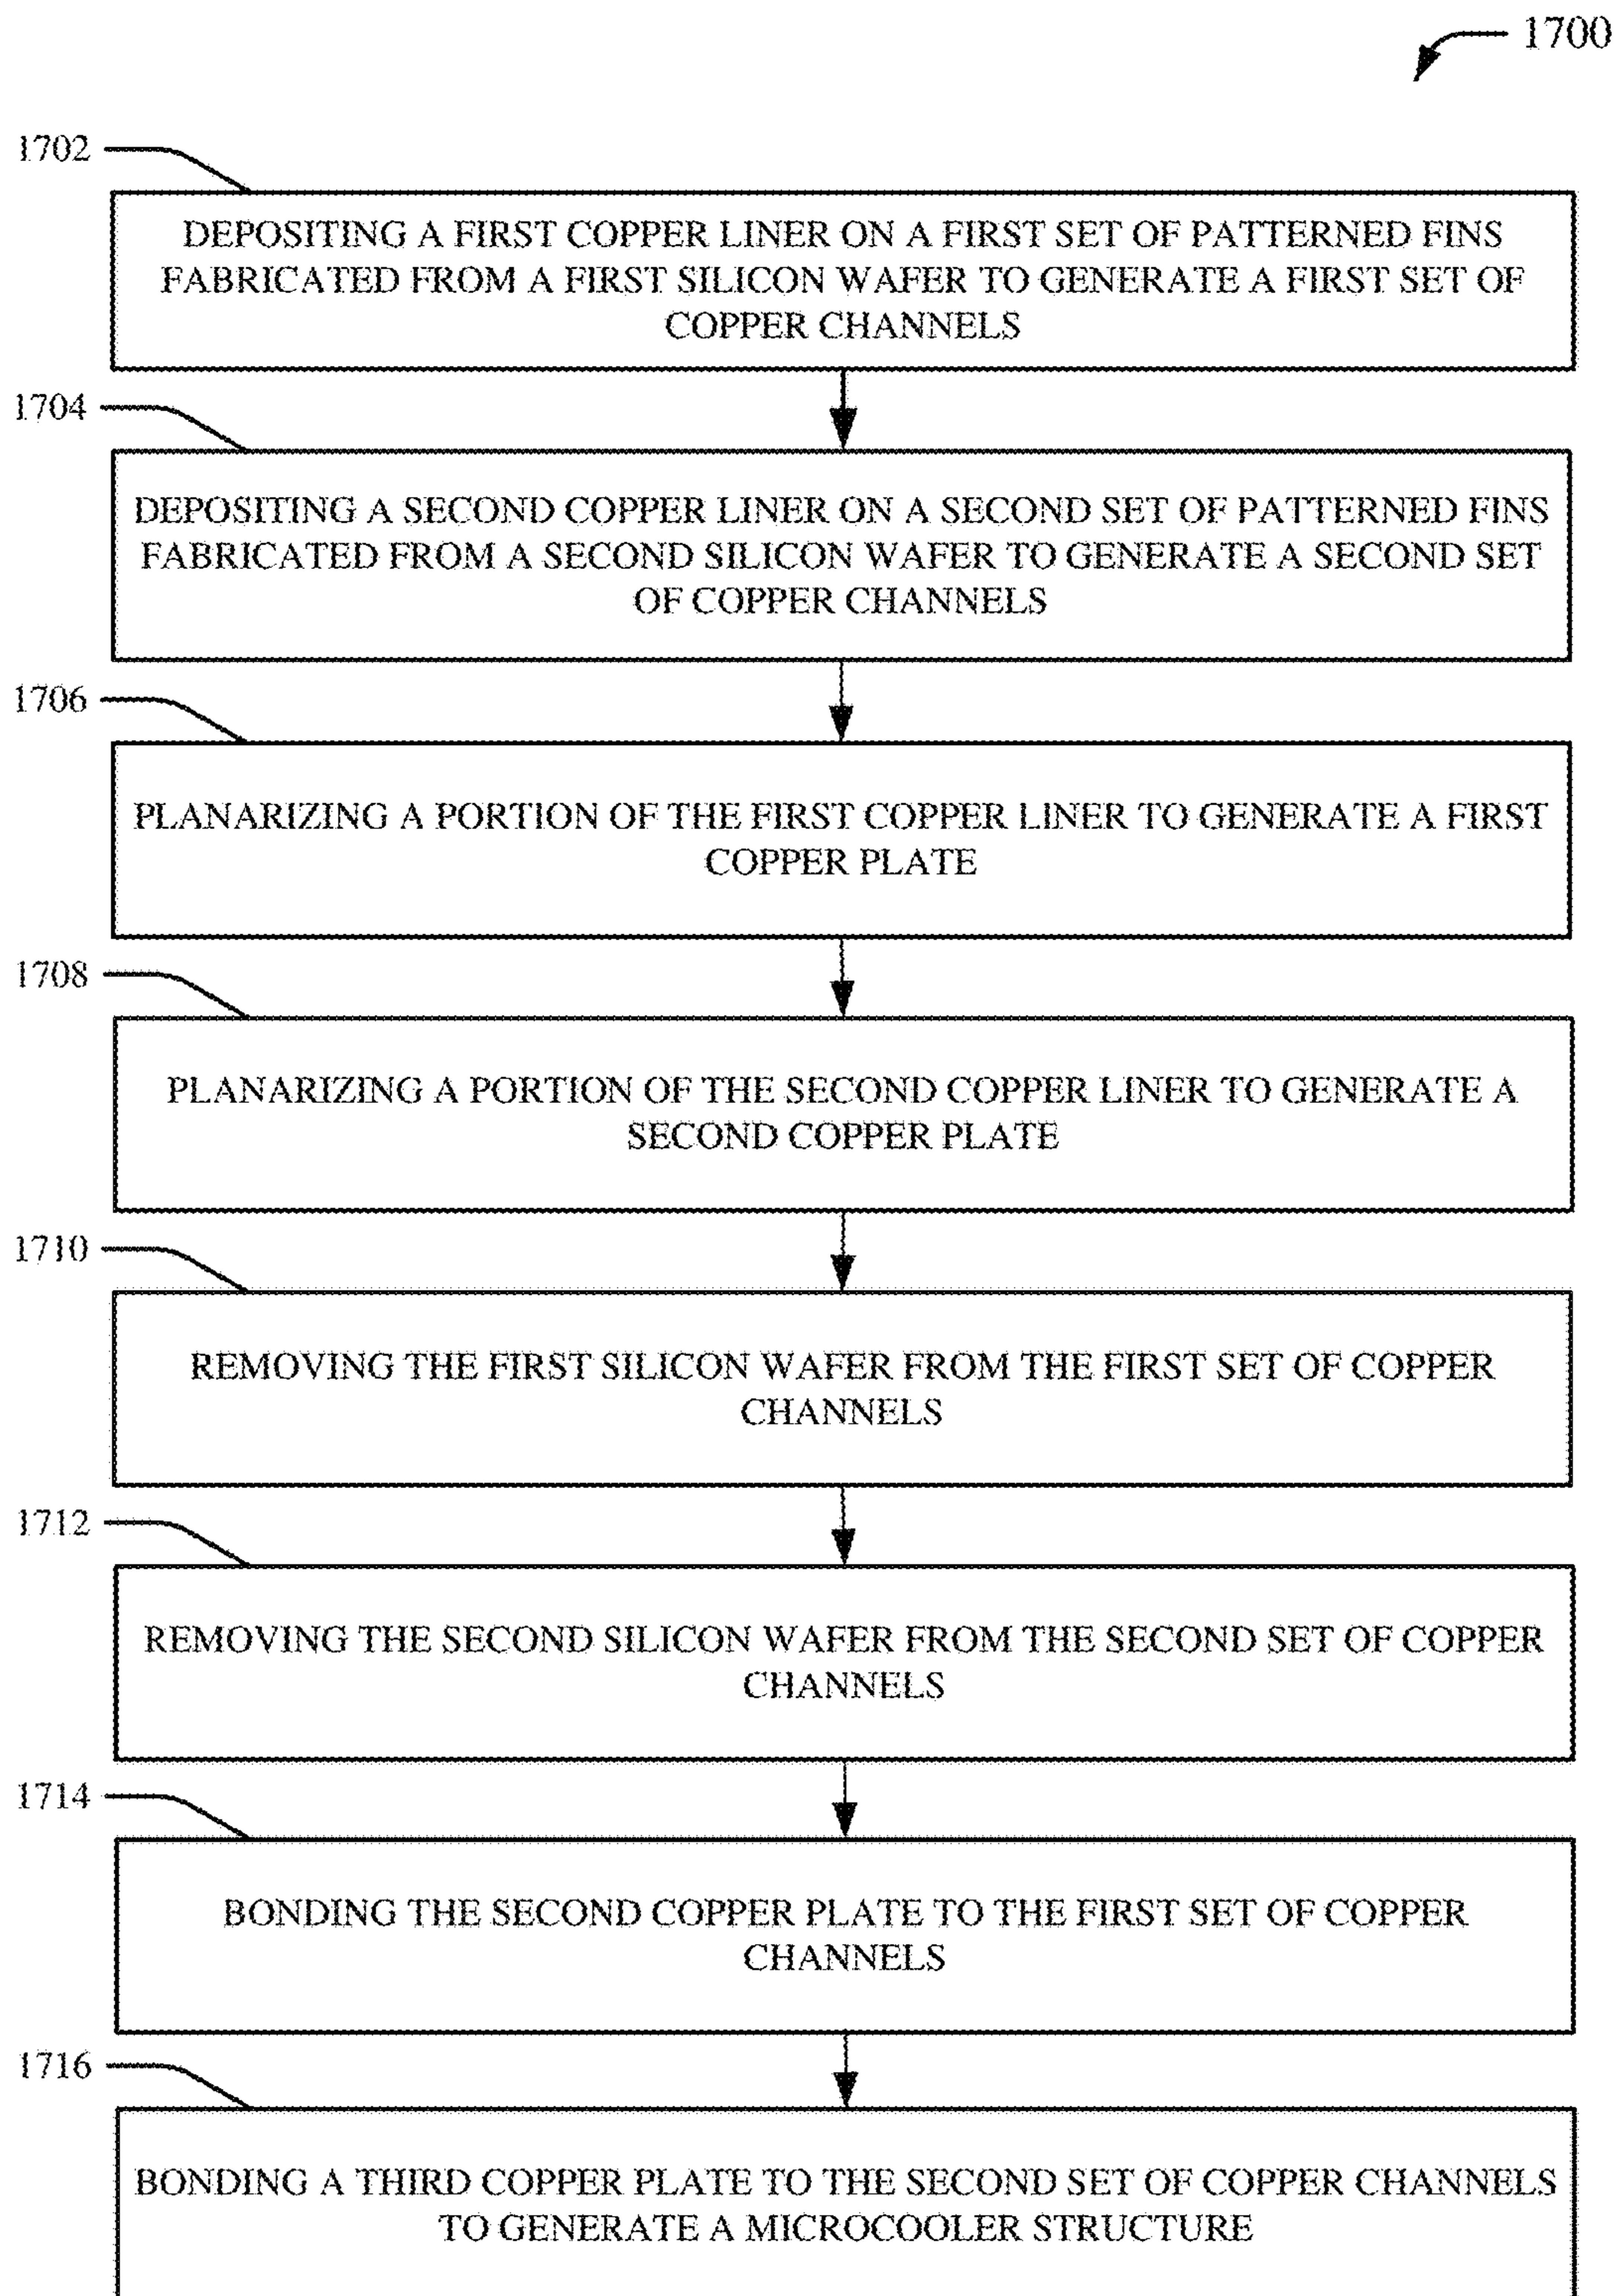 1700
1702
DEPOSITING A FIRST COPPER LINER ON A FIRST SET OF PATTERNED FINS
FABRICATED FROM A FIRST SILICON WAFER TO GENERATE A FIRST SET OF
COPPER CHANNELS
1704
DEPOSITING A SECOND COPPER LINER ON A SECOND SET OF PATTERNED FINS
FABRICATED FROM A SECOND SILICON WAFER TO GENERATE A SECOND SET
OF COPPER CHANNELS
1706
PLANARIZING A PORTION OF THE FIRST COPPER LINER TO GENERATE A FIRST
COPPER PLATE
1708
PLANARIZING A PORTION OF THE SECOND COPPER LINER TO GENERATE A
SECOND COPPER PLATE
1710
REMOVING THE FIRST SILICON WAFER FROM THE FIRST SET OF COPPER
CHANNELS
1712
REMOVING THE SECOND SILICON WAFER FROM THE SECOND SET OF COPPER
CHANNELS
1714
BONDING THE SECOND COPPER PLATE TO THE FIRST SET OF COPPER
CHANNELS
1716
BONDING A THIRD COPPER PLATE TO THE SECOND SET OF COPPER CHANNELS
TO GENERATE A MICROCOOLER STRUCTURE